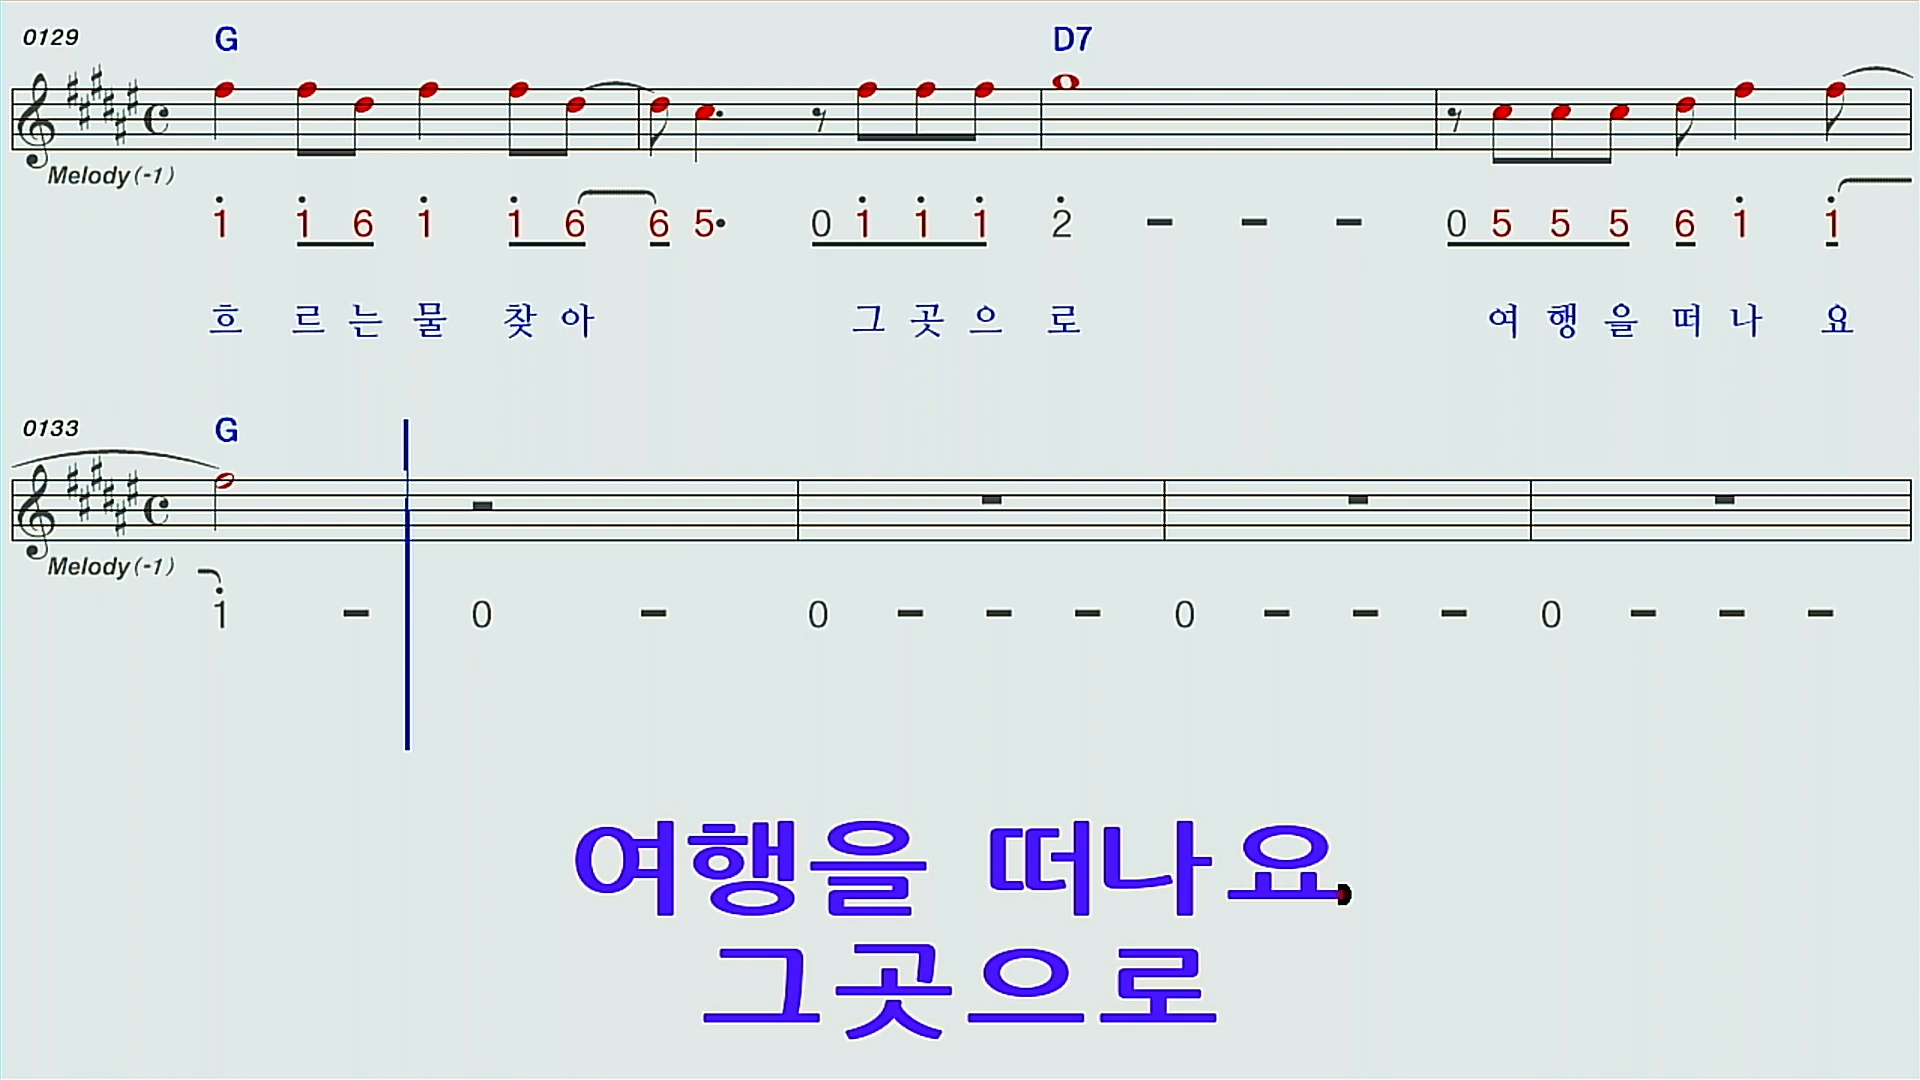 0129 G D7
Melody(-1)
1 1 6 1 1 6 6 5• 0 1 1 1 2 - - - 0 5 5 5 6 1 1
흐 르 는 물 찾 아 그 곳 으 로 여 행 을 떠 나 요
0133 G
Melody(-1)
1 - 0 - 0 - - - 0 - - - 0 - - -
여행을 떠나요
그곳으로